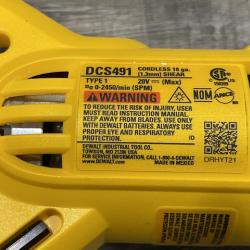 DCS491
CORDLESS 18 ga.
(1.3mm) SHEAR
TYPE 1
20V ⎓ (Max)
n₀ 0-2450/min (SPM)
WARNING
TO REDUCE THE RISK OF INJURY, USER
MUST READ INSTRUCTION MANUAL.
KEEP AWAY FROM BLADES. USE ONLY
WITH DEWALT BATTERIES. ALWAYS
USE PROPER EYE AND RESPIRATORY
PROTECTION.
NOM
DEWALT INDUSTRIAL TOOL CO.
TOWSON, MD 21286 USA
FOR SERVICE INFORMATION, CALL 1-800-4-DEWALT
www.DEWALT.com
MADE IN MEXICO
DRHYT21